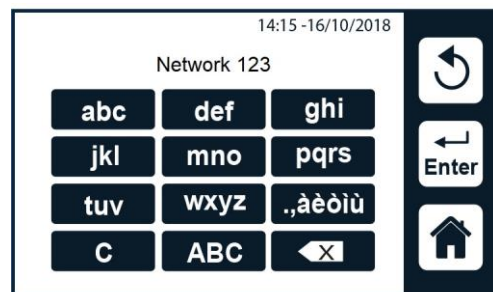 14:15 -16/10/2018
Network 123
abc def ghi
jkl mno pqrs
Enter
tuv wxyz .,àèòìù
C ABC X